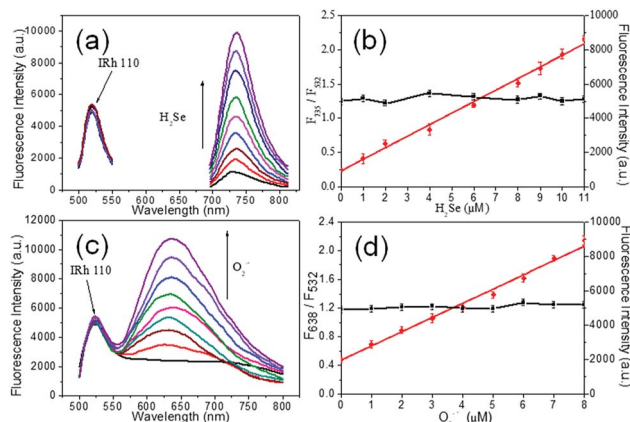 (a)
IRh 110
H2Se
Fluorescence Intensity (a.u.)
10000
8000
6000
4000
2000
0
500 550 600 650 700 750 800
Wavelength (nm)
(b)
F735 / F532
2.5
2.0
1.5
1.0
0.5
0.0
0 1 2 3 4 5 6 7 8 9 10 11
H2Se (μM)
10000
8000
6000
4000
2000
0
Fluorescence Intensity (a.u.)
(c)
IRh 110
O2·-
Fluorescence Intensity (a.u.)
12000
10000
8000
6000
4000
2000
0
500 550 600 650 700 750 800
Wavelength (nm)
(d)
F638 / F532
2.4
2.0
1.6
1.2
0.8
0.4
0.0
0 1 2 3 4 5 6 7 8
O2·- (μM)
10000
8000
6000
4000
2000
0
Fluorescence Intensity (a.u.)